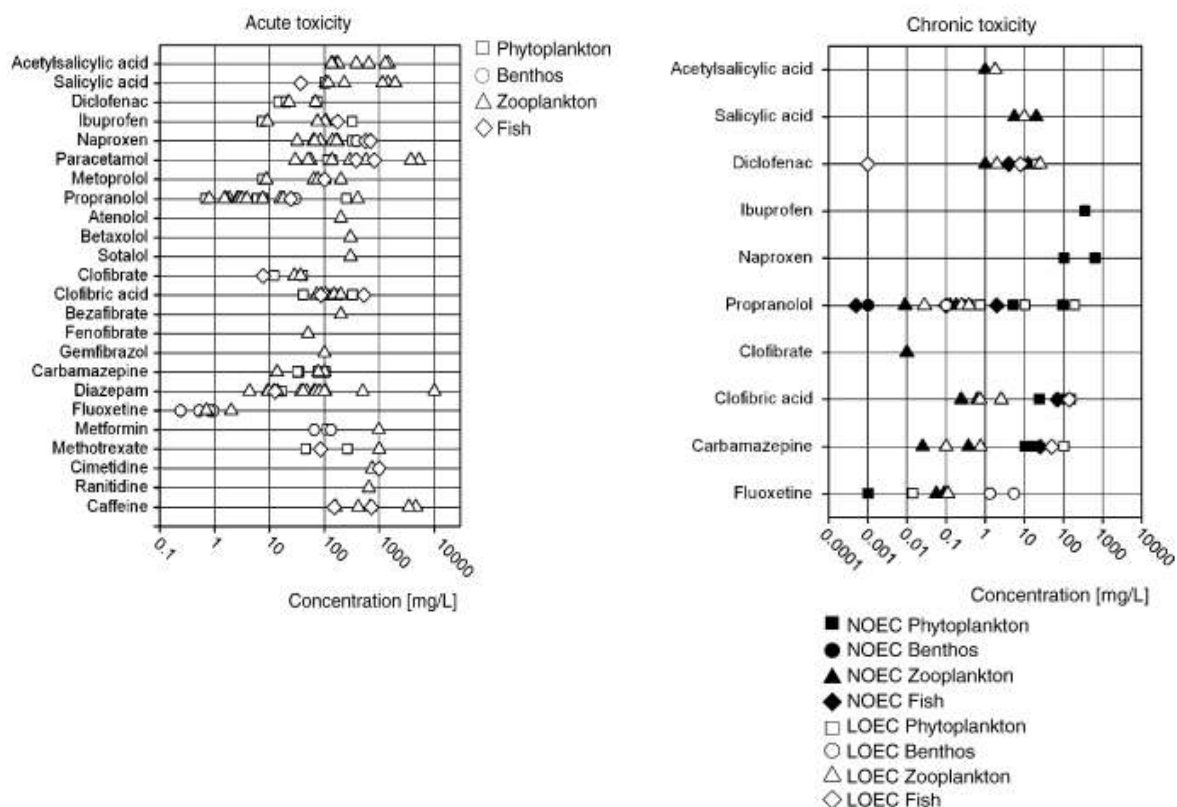 Acute toxicity
Acetylsalicylic acid
Salicylic acid
Diclofenac
Ibuprofen
Naproxen
Paracetamol
Metoprolol
Propranolol
Atenolol
Betaxolol
Sotalol
Clofibrate
Clofibric acid
Bezafibrate
Fenofibrate
Gemfibrazol
Carbamazepine
Diazepam
Fluoxetine
Metformin
Methotrexate
Cimetidine
Ranitidine
Caffeine
0.1 1 10 100 1000 10000
Concentration [mg/L]
Phytoplankton
Benthos
Zooplankton
Fish
Chronic toxicity
Acetylsalicylic acid
Salicylic acid
Diclofenac
Ibuprofen
Naproxen
Propranolol
Clofibrate
Clofibric acid
Carbamazepine
Fluoxetine
0.0001 0.001 0.01 0.1 1 10 100 1000 10000
Concentration [mg/L]
NOEC Phytoplankton
NOEC Benthos
NOEC Zooplankton
NOEC Fish
LOEC Phytoplankton
LOEC Benthos
LOEC Zooplankton
LOEC Fish